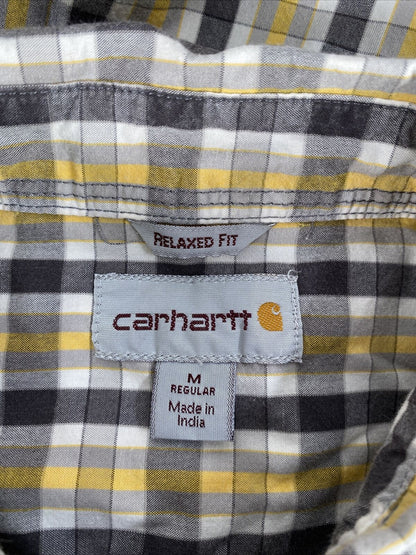 RELAXED FIT
carhartt
M
REGULAR
Made in
India